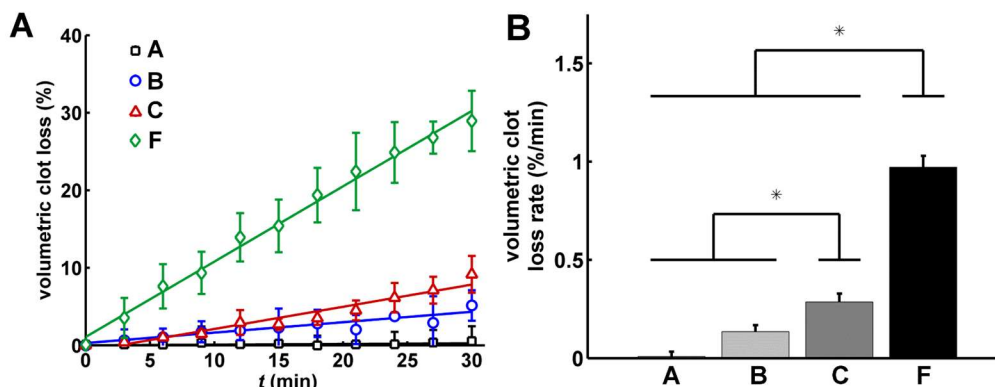 A
volumetric clot loss (%)
40
30
20
10
0
0
5
10
15
20
25
30
t (min)
A
B
C
F
B
volumetric clot
loss rate (%/min)
1.5
1
0.5
0
*
*
A
B
C
F